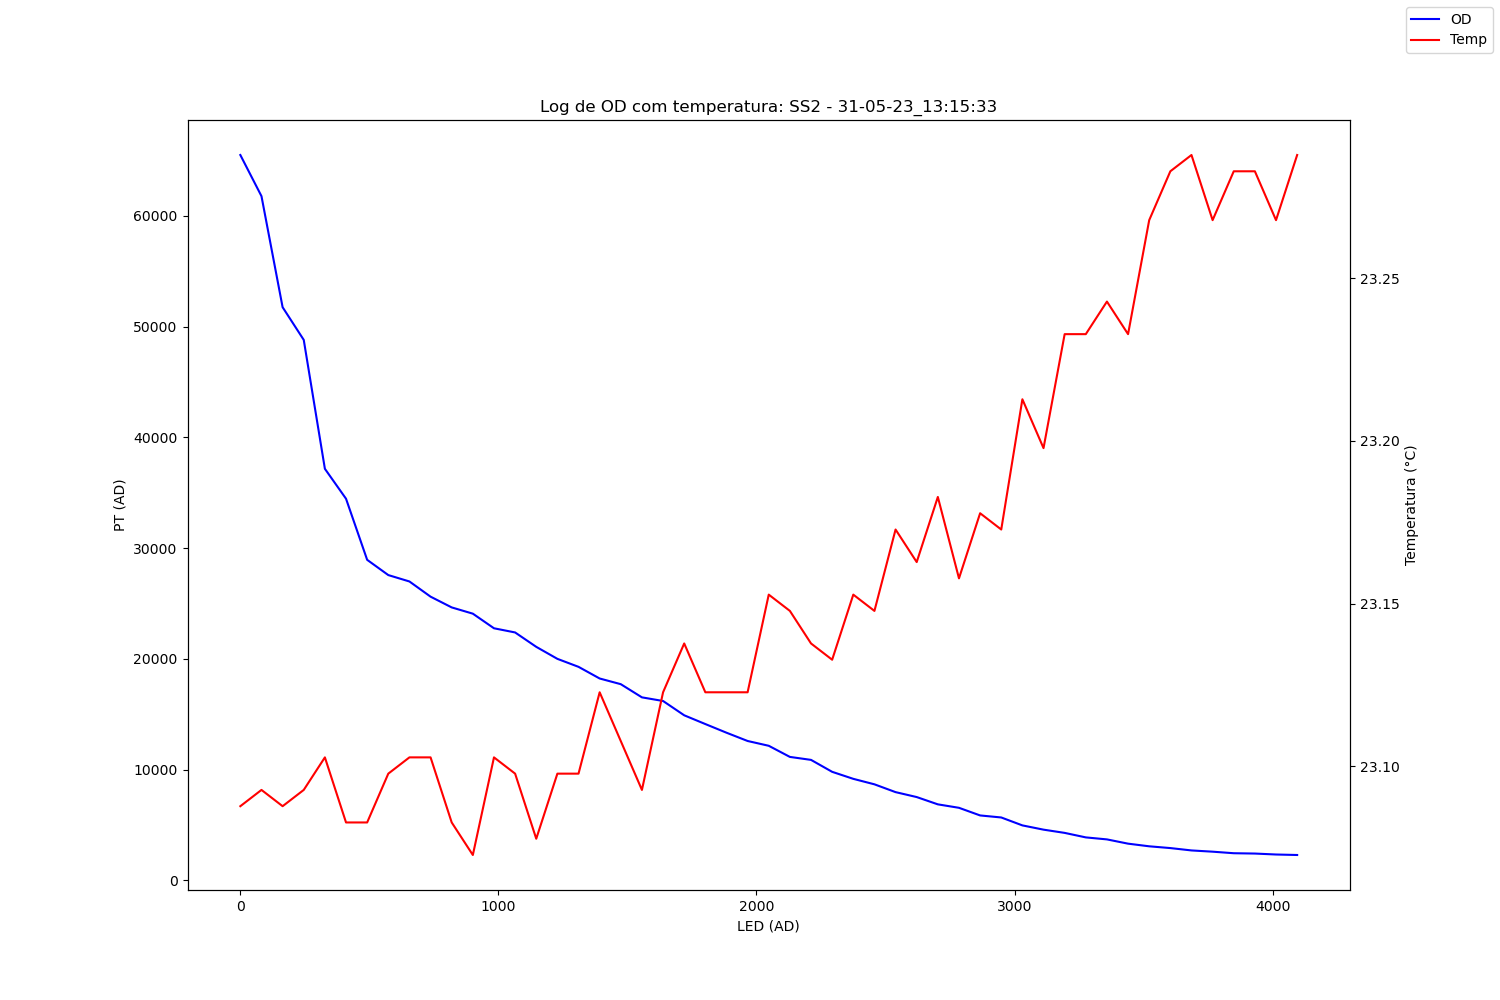 OD
Temp
Log de OD com temperatura: SS2 - 31-05-23_13:15:33
60000
50000
40000
30000
20000
10000
0
PT (AD)
23.25
23.20
23.15
23.10
Temperatura (°C)
0 1000 2000 3000 4000
LED (AD)